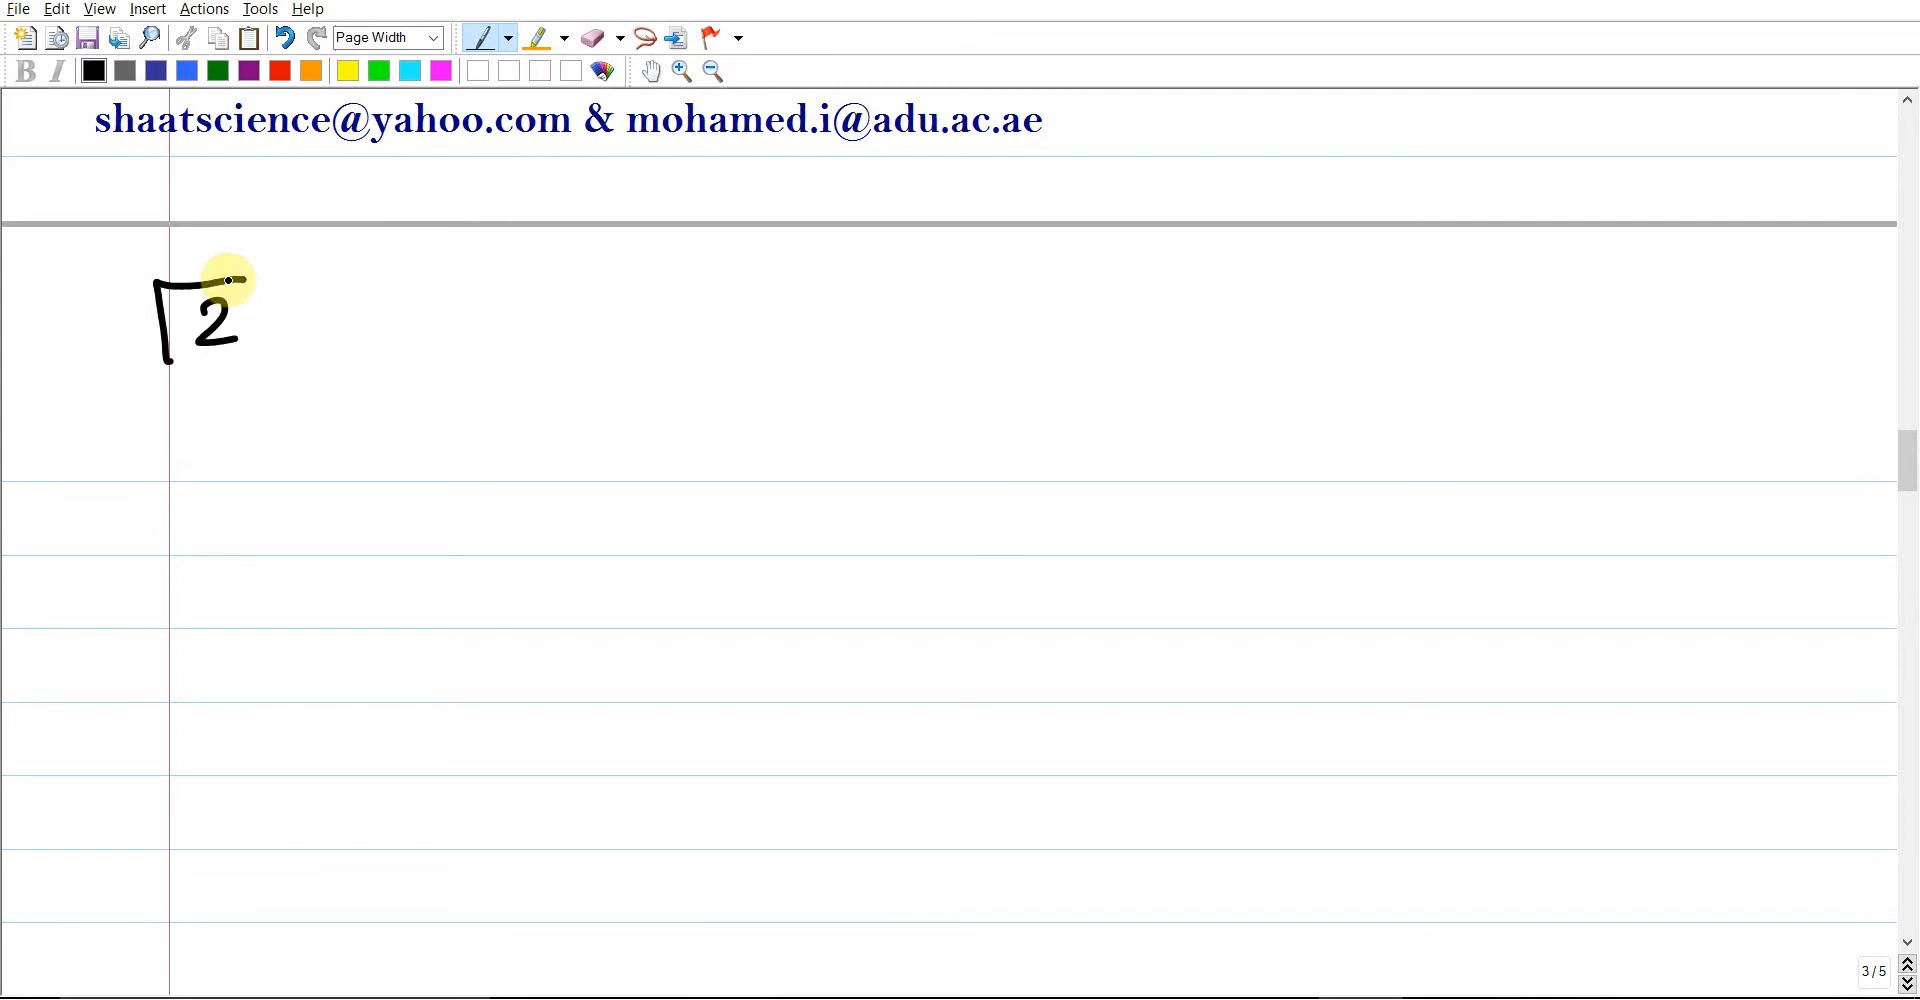 File Edit View Insert Actions Tools Help
Page Width
B I
shaatscience@yahoo.com & mohamed.i@adu.ac.ae
2
3 / 5